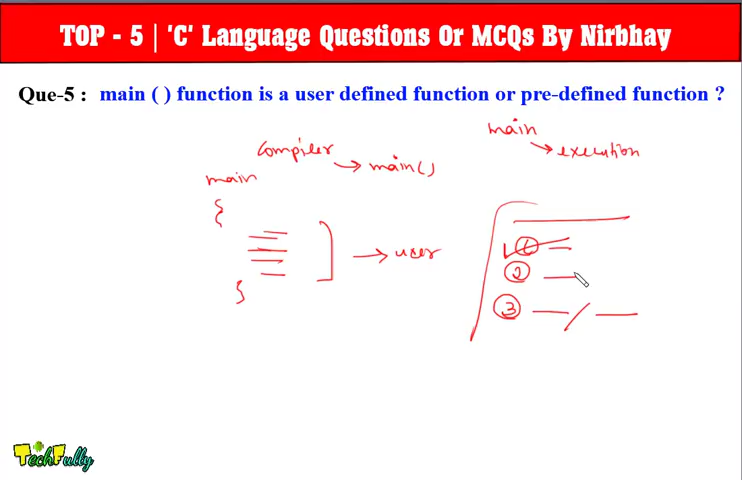 TOP - 5 | 'C' Language Questions Or MCQs By Nirbhay
Que-5 : main ( ) function is a user defined function or pre-defined function ?
main
compiler → main()
→ execution
main
{
→ user
}
1
2
3
TechFully